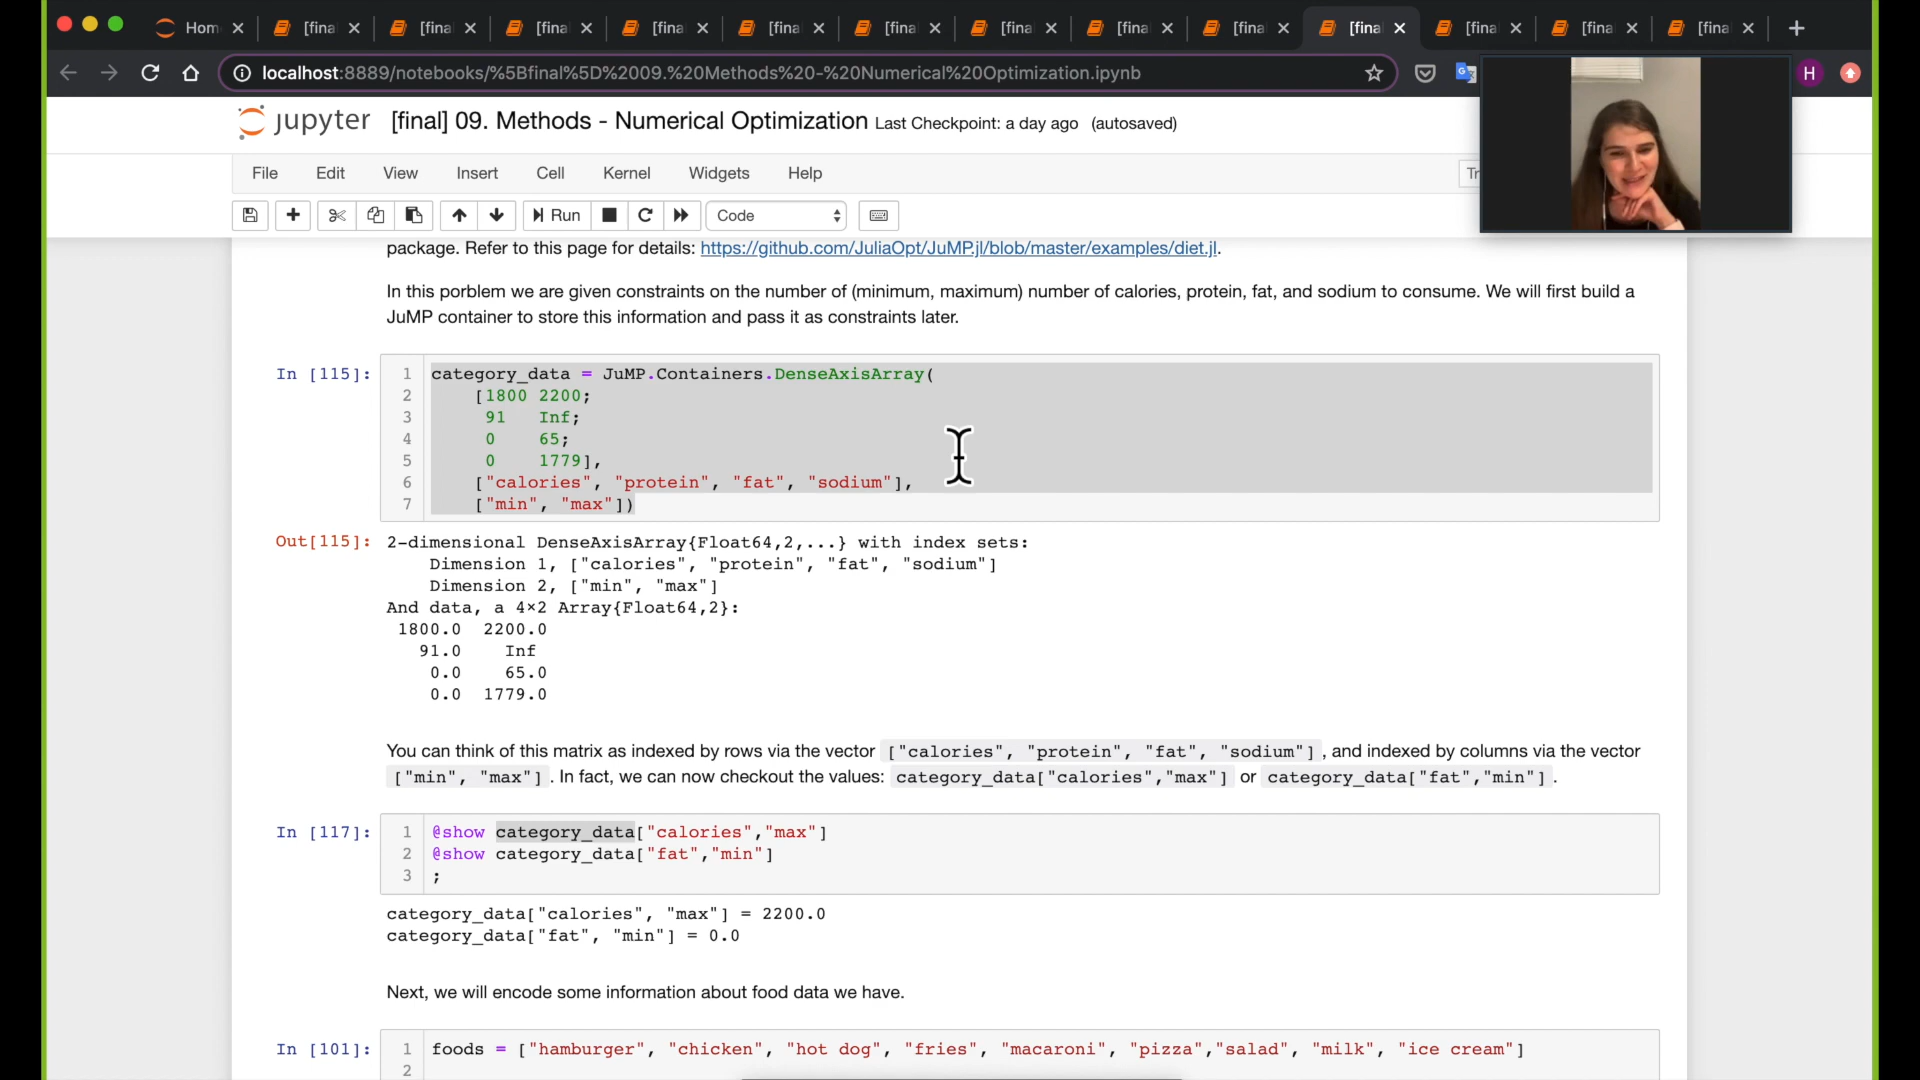 Hom
[fina
[fina
[fina
[fina
[fina
[fina
[fina
[fina
[fina
[fina
[fina
[fina
[fina
localhost:8889/notebooks/%5Bfinal%5D%2009.%20Methods%20-%20Numerical%20Optimization.ipynb
H
jupyter [final] 09. Methods - Numerical Optimization Last Checkpoint: a day ago (autosaved)
File Edit View Insert Cell Kernel Widgets Help Tr
Run Code
package. Refer to this page for details: https://github.com/JuliaOpt/JuMP.jl/blob/master/examples/diet.jl.
In this porblem we are given constraints on the number of (minimum, maximum) number of calories, protein, fat, and sodium to consume. We will first build a
JuMP container to store this information and pass it as constraints later.
In [115]: 1 category_data = JuMP.Containers.DenseAxisArray(
2 [1800 2200;
3 91 Inf;
4 0 65;
5 0 1779],
6 ["calories", "protein", "fat", "sodium"],
7 ["min", "max"])
Out[115]: 2-dimensional DenseAxisArray{Float64,2,...} with index sets:
Dimension 1, ["calories", "protein", "fat", "sodium"]
Dimension 2, ["min", "max"]
And data, a 4×2 Array{Float64,2}:
1800.0 2200.0
91.0 Inf
0.0 65.0
0.0 1779.0
You can think of this matrix as indexed by rows via the vector ["calories", "protein", "fat", "sodium"] , and indexed by columns via the vector
["min", "max"] . In fact, we can now checkout the values: category_data["calories","max"] or category_data["fat","min"] .
In [117]: 1 @show category_data["calories","max"]
2 @show category_data["fat","min"]
3 ;
category_data["calories", "max"] = 2200.0
category_data["fat", "min"] = 0.0
Next, we will encode some information about food data we have.
In [101]: 1 foods = ["hamburger", "chicken", "hot dog", "fries", "macaroni", "pizza","salad", "milk", "ice cream"]
2